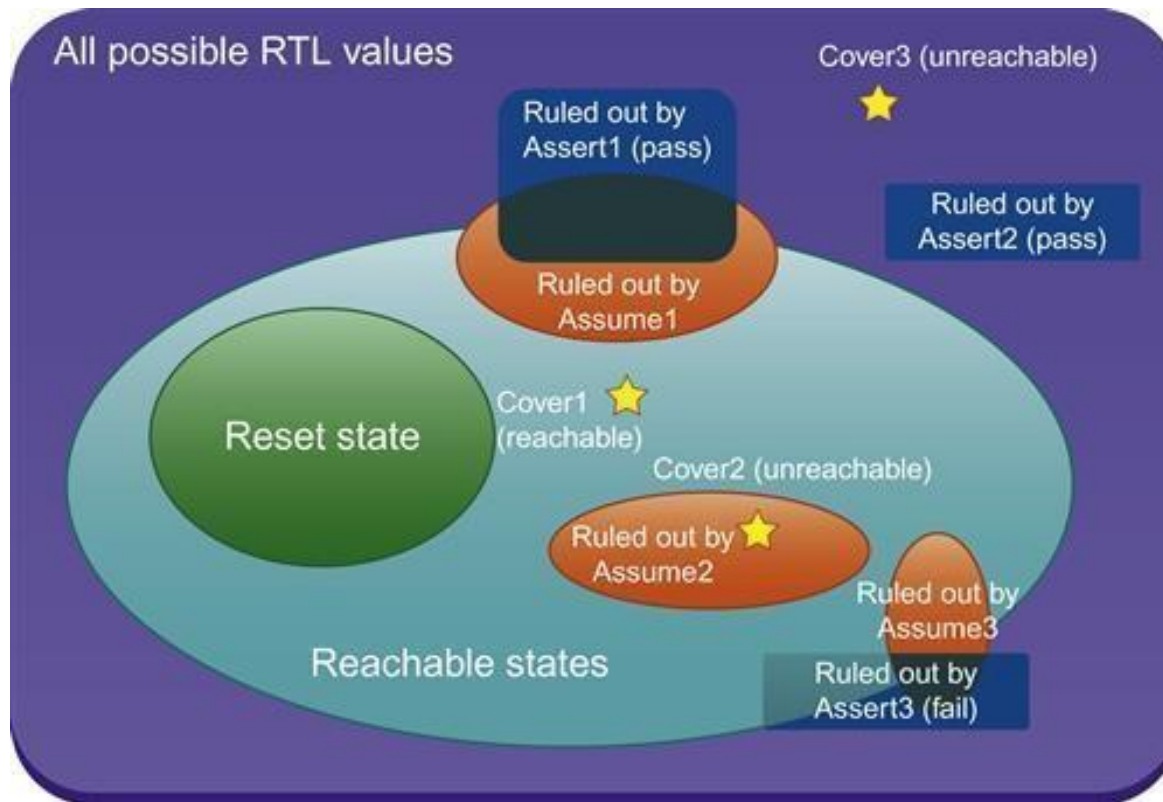 All possible RTL values
Cover3 (unreachable)
Ruled out by
Assert1 (pass)
Ruled out by
Assert2 (pass)
Ruled out by
Assume1
Reset state
Cover1
(reachable)
Cover2 (unreachable)
Ruled out by
Assume2
Ruled out by
Assume3
Reachable states
Ruled out by
Assert3 (fail)